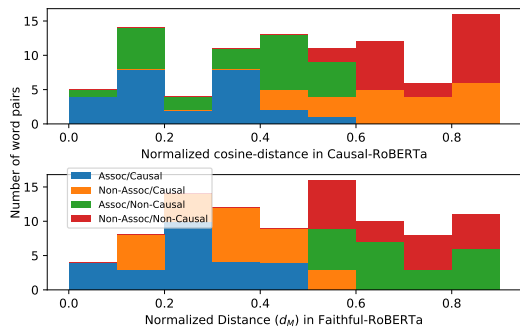 15
10
5
0
0.0 0.2 0.4 0.6 0.8
Normalized cosine-distance in Causal-RoBERTa
Number of word pairs
Assoc/Causal
Non-Assoc/Causal
Assoc/Non-Causal
Non-Assoc/Non-Causal
15
10
5
0
0.0 0.2 0.4 0.6 0.8
Normalized Distance (d_M) in Faithful-RoBERTa